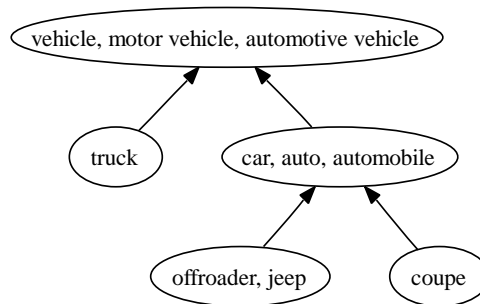 vehicle, motor vehicle, automotive vehicle
truck
car, auto, automobile
offroader, jeep
coupe